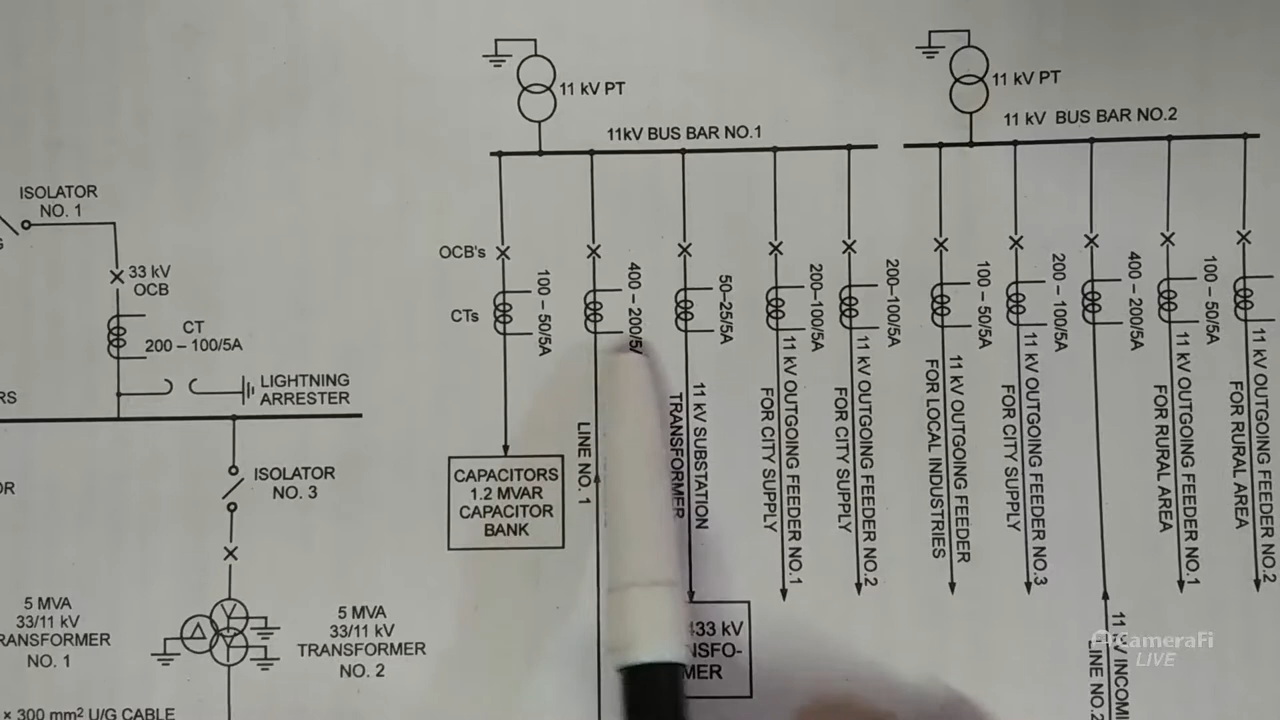 11 kV PT
11 kV PT
11kV BUS BAR NO.1
11 kV BUS BAR NO.2
ISOLATOR
NO. 1
33 kV
OCB
CT
200 – 100/5A
LIGHTNING
ARRESTER
RS
ISOLATOR
NO. 3
OR
5 MVA
33/11 kV
RANSFORMER
NO. 1
5 MVA
33/11 kV
TRANSFORMER
NO. 2
× 300 mm² U/G CABLE
OCB's
CTs
100 – 50/5A
400 – 200/5/
50–25/5A
200–100/5A
200–100/5A
100 – 50/5A
200 – 100/5A
400 – 200/5A
100 – 50/5A
CAPACITORS
1.2 MVAR
CAPACITOR
BANK
LINE NO. 1
11 kV SUBSTATION
TRANSFORMER
433 kV
NSFO-
MER
11 kV OUTGOING FEEDER NO.1
FOR CITY SUPPLY
11 kV OUTGOING FEEDER NO.2
FOR CITY SUPPLY
11 kV OUTGOING FEEDER
FOR LOCAL INDUSTRIES
11 kV OUTGOING FEEDER NO.3
FOR CITY SUPPLY
11 kV INCOMI
LINE NO.2
11 kV OUTGOING FEEDER NO.1
FOR RURAL AREA
11 kV OUTGOING FEEDER NO.2
FOR RURAL AREA
CameraFi
LIVE